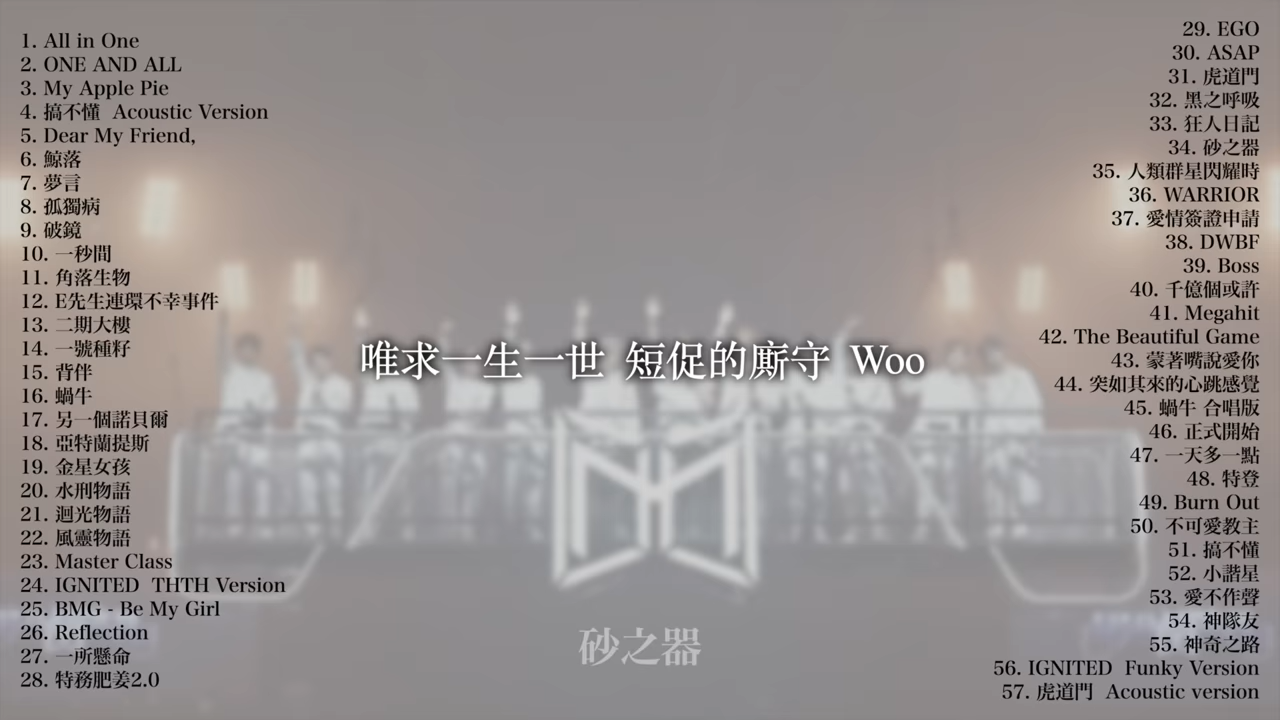 1. All in One
2. ONE AND ALL
3. My Apple Pie
4. 搞不懂 Acoustic Version
5. Dear My Friend,
6. 鯨落
7. 夢言
8. 孤獨病
9. 破鏡
10. 一秒間
11. 角落生物
12. E先生連環不幸事件
13. 二期大樓
14. 一號種籽
15. 背伴
16. 蝸牛
17. 另一個諾貝爾
18. 亞特蘭提斯
19. 金星女孩
20. 水刑物語
21. 迴光物語
22. 風靈物語
23. Master Class
24. IGNITED THTH Version
25. BMG - Be My Girl
26. Reflection
27. 一所懸命
28. 特務肥姜2.0
唯求一生一世 短促的廝守 Woo
砂之器
29. EGO
30. ASAP
31. 虎道門
32. 黑之呼吸
33. 狂人日記
34. 砂之器
35. 人類群星閃耀時
36. WARRIOR
37. 愛情簽證申請
38. DWBF
39. Boss
40. 千億個或許
41. Megahit
42. The Beautiful Game
43. 蒙著嘴說愛你
44. 突如其來的心跳感覺
45. 蝸牛 合唱版
46. 正式開始
47. 一天多一點
48. 特登
49. Burn Out
50. 不可愛教主
51. 搞不懂
52. 小諧星
53. 愛不作聲
54. 神隊友
55. 神奇之路
56. IGNITED Funky Version
57. 虎道門 Acoustic version